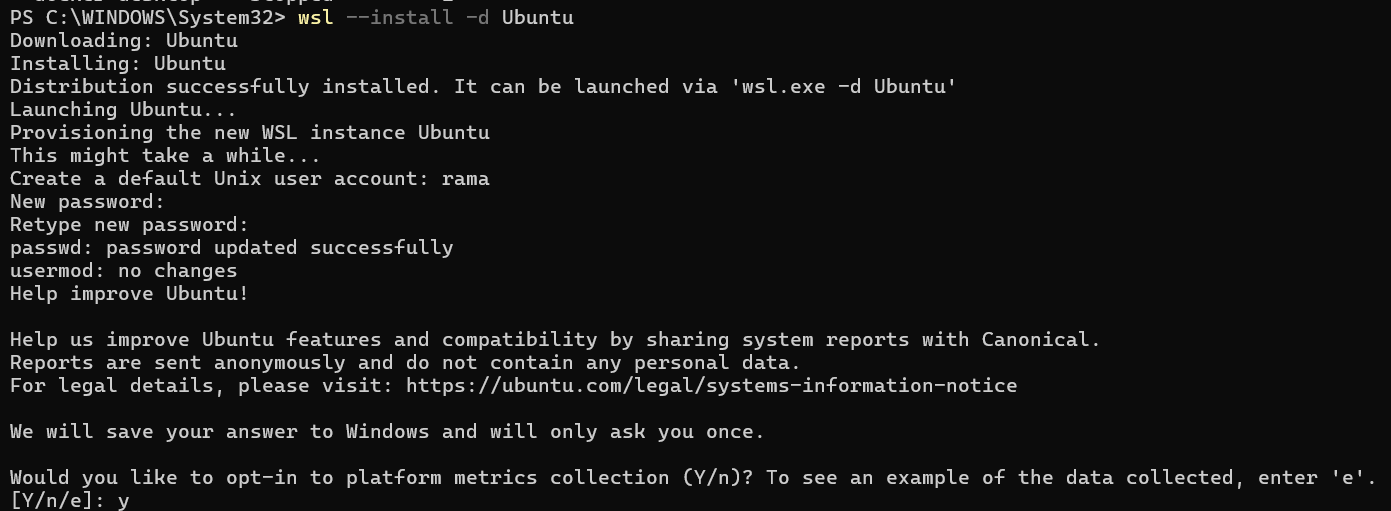 PS C:\WINDOWS\System32> wsl --install -d Ubuntu
Downloading: Ubuntu
Installing: Ubuntu
Distribution successfully installed. It can be launched via 'wsl.exe -d Ubuntu'
Launching Ubuntu...
Provisioning the new WSL instance Ubuntu
This might take a while...
Create a default Unix user account: rama
New password:
Retype new password:
passwd: password updated successfully
usermod: no changes
Help improve Ubuntu!

Help us improve Ubuntu features and compatibility by sharing system reports with Canonical.
Reports are sent anonymously and do not contain any personal data.
For legal details, please visit: https://ubuntu.com/legal/systems-information-notice

We will save your answer to Windows and will only ask you once.

Would you like to opt-in to platform metrics collection (Y/n)? To see an example of the data collected, enter 'e'.
[Y/n/e]: y